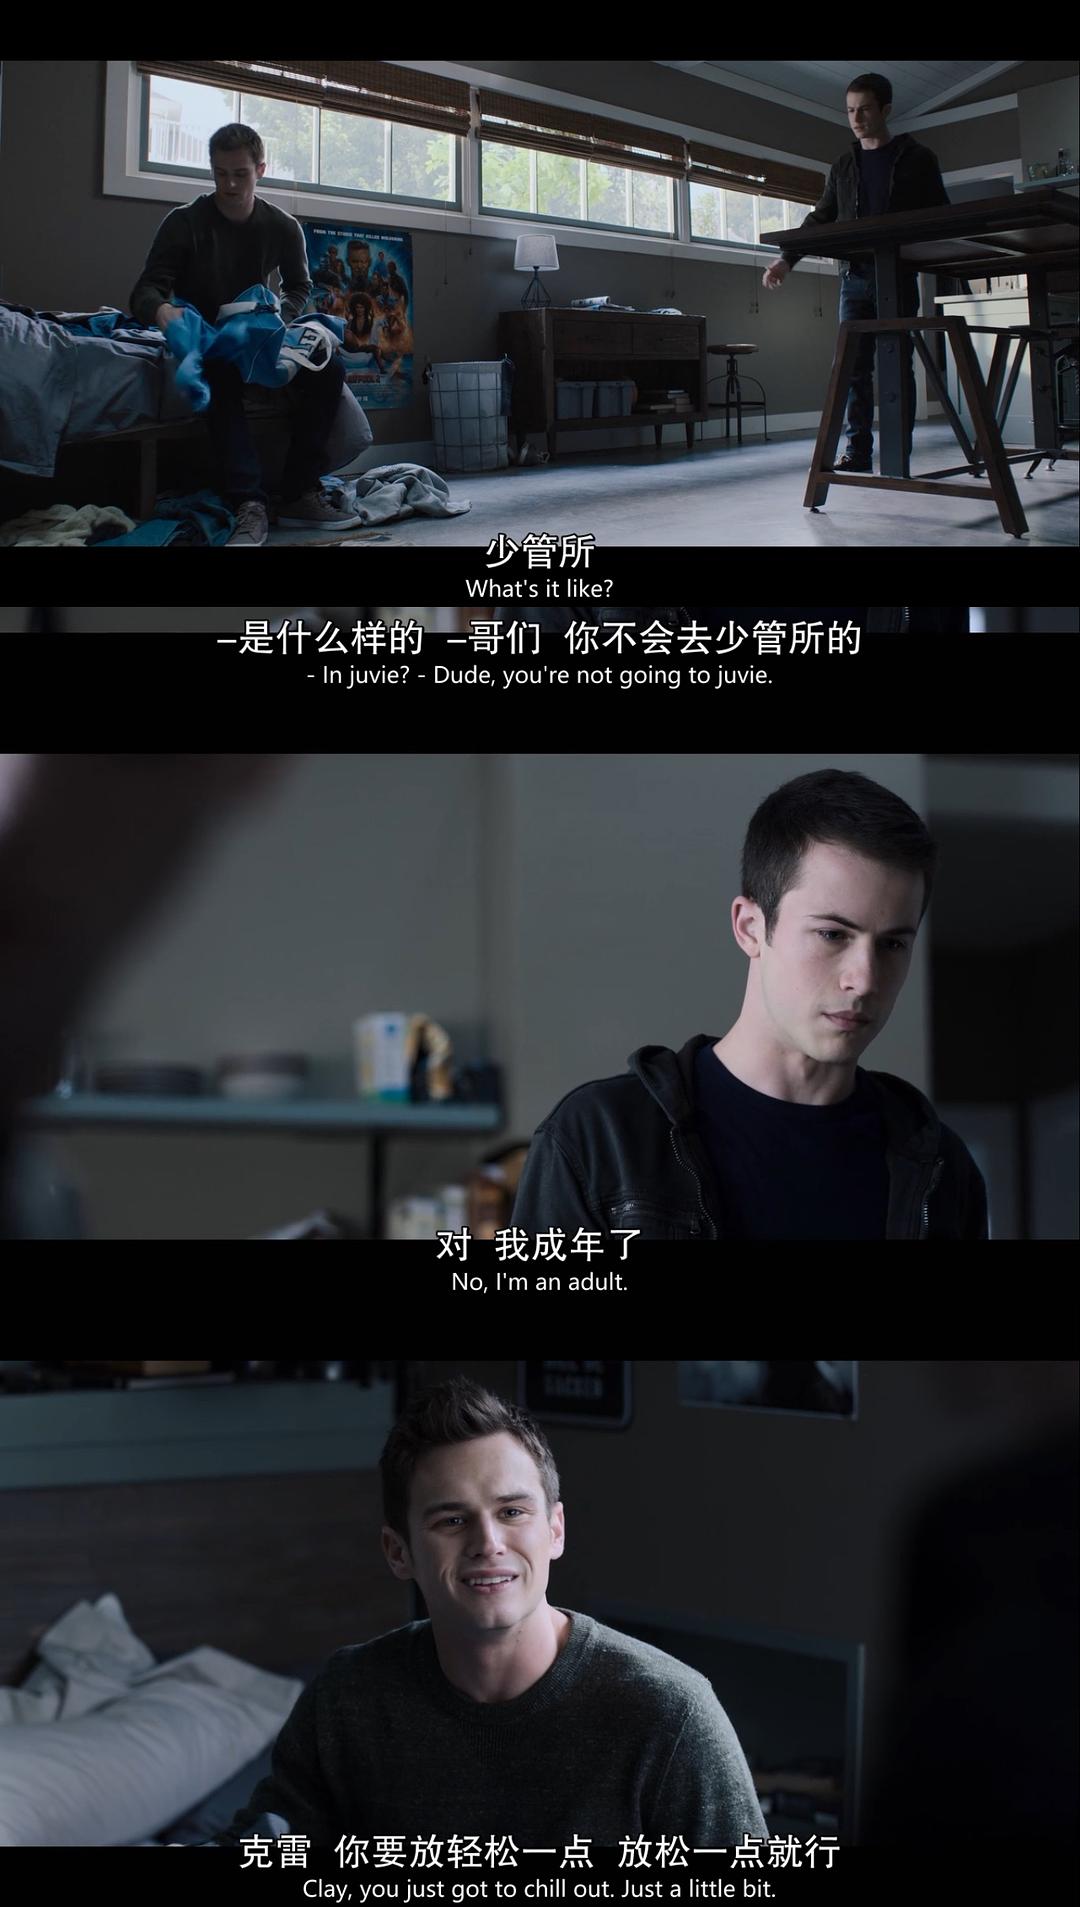 FROM THE STUDIO THAT KILLED WOLVERINE
少管所
What's it like?
–是什么样的 –哥们 你不会去少管所的
- In juvie? - Dude, you're not going to juvie.
对 我成年了
No, I'm an adult.
克雷 你要放轻松一点 放松一点就行
Clay, you just got to chill out. Just a little bit.